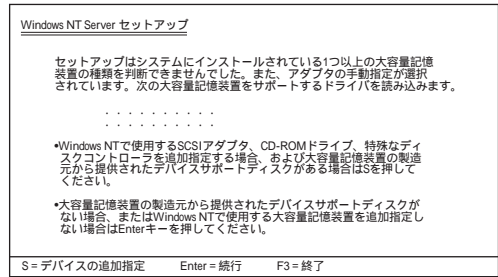 Windows NT Server セットアップ
セットアップはシステムにインストールされている1つ以上の大容量記憶
装置の種類を判断できませんでした。また、アダプタの手動指定が選択
されています。次の大容量記憶装置をサポートするドライバを読み込みます。
. . . . . . . . . .
. . . . . . . . . .
•Windows NTで使用するSCSIアダプタ、CD-ROMドライブ、特殊なディ
スクコントローラを追加指定する場合、および大容量記憶装置の製造
元から提供されたデバイスサポートディスクがある場合はSを押して
ください。
•大容量記憶装置の製造元から提供されたデバイスサポートディスクが
ない場合、またはWindows NTで使用する大容量記憶装置を追加指定し
ない場合はEnterキーを押してください。
S = デバイスの追加指定 Enter = 続行 F3 = 終了